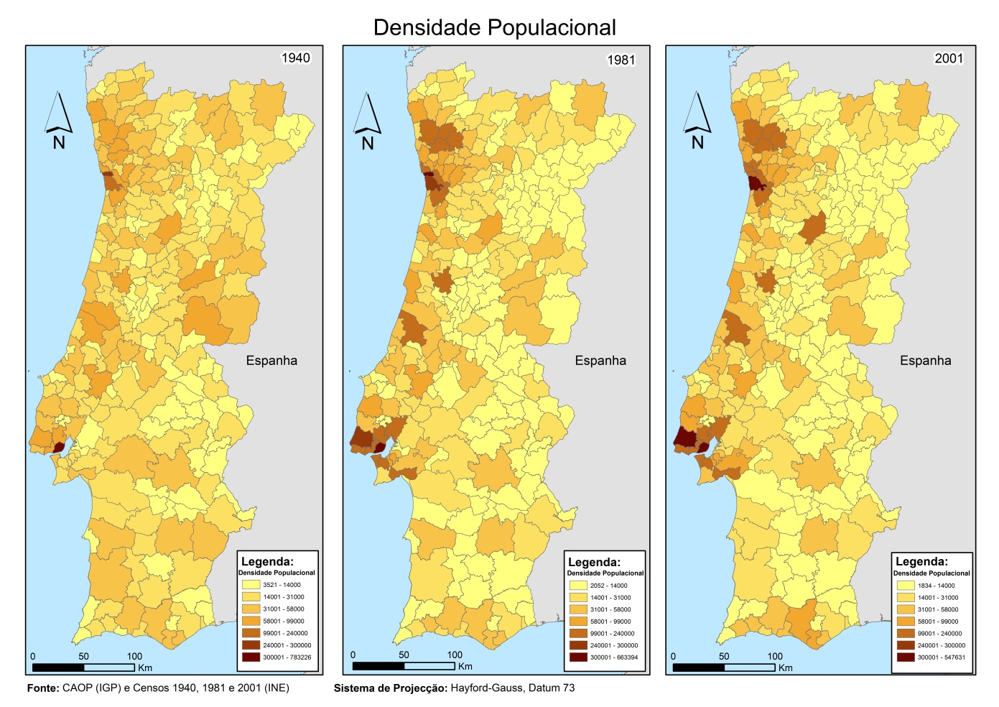 Densidade Populacional
1940
N
Espanha
Legenda:
Densidade Populacional
3521 - 14000
14001 - 31000
31001 - 58000
58001 - 99000
99001 - 240000
240001 - 300000
300001 - 783226
0 50 100
Km
1981
N
Espanha
Legenda:
Densidade Populacional
2052 - 14000
14001 - 31000
31001 - 58000
58001 - 99000
99001 - 240000
240001 - 300000
300001 - 663394
0 50 100
Km
2001
N
Espanha
Legenda:
Densidade Populacional
1834 - 14000
14001 - 31000
31001 - 58000
58001 - 99000
99001 - 240000
240001 - 300000
300001 - 547631
0 50 100
Km
Fonte: CAOP (IGP) e Censos 1940, 1981 e 2001 (INE)
Sistema de Projecção: Hayford-Gauss, Datum 73